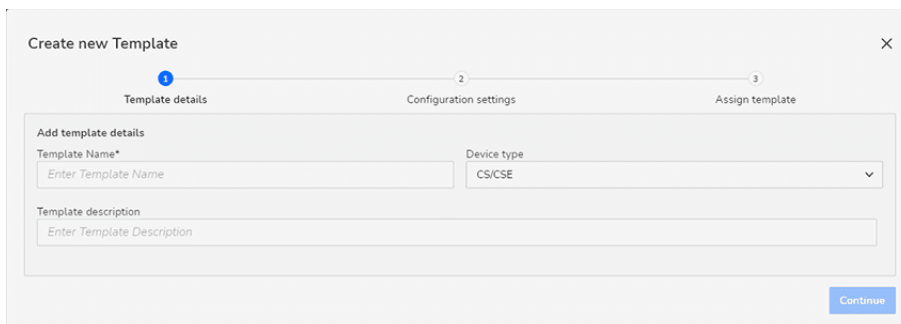 Create new Template
1
2
3
Template details
Configuration settings
Assign template
Add template details
Template Name*
Device type
Enter Template Name
CS/CSE
Template description
Enter Template Description
Continue